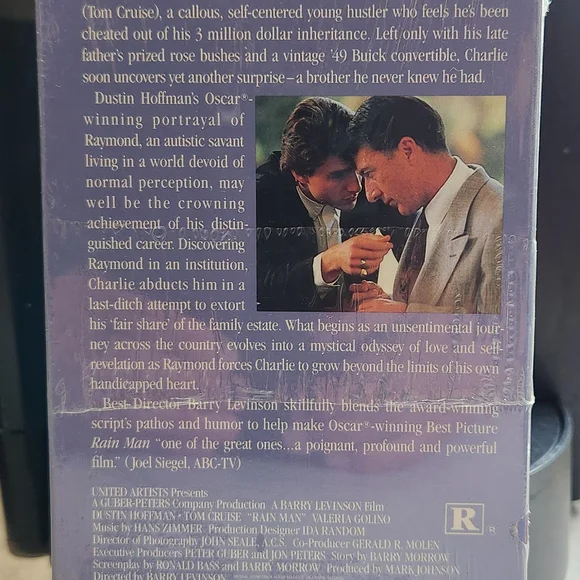 (Tom Cruise), a callous, self-centered young hustler who feels he's been
cheated out of his 3 million dollar inheritance. Left only with his late
father's prized rose bushes and a vintage '49 Buick convertible, Charlie
soon uncovers yet another surprise–a brother he never knew he had.
Dustin Hoffman's Oscar®-
winning portrayal of
Raymond, an autistic savant
living in a world devoid of
normal perception, may
well be the crowning
achievement of his distin-
guished career. Discovering
Raymond in an institution,
Charlie abducts him in a
last-ditch attempt to extort
his 'fair share' of the family estate. What begins as an unsentimental jour-
ney across the country evolves into a mystical odyssey of love and self-
revelation as Raymond forces Charlie to grow beyond the limits of his own
handicapped heart.
Best Director Barry Levinson skillfully blends the award-winning
script's pathos and humor to help make Oscar®-winning Best Picture
Rain Man "one of the great ones...a poignant, profound and powerful
film." (Joel Siegel, ABC-TV)
UNITED ARTISTS Presents
A GUBER-PETERS Company Production A BARRY LEVINSON Film
DUSTIN HOFFMAN • TOM CRUISE "RAIN MAN" VALERIA GOLINO
Music by HANS ZIMMER Production Designer IDA RANDOM
Director of Photography JOHN SEALE, A.C.S. Co-Producer GERALD R. MOLEN
Executive Producers PETER GUBER and JON PETERS Story by BARRY MORROW
Screenplay by RONALD BASS and BARRY MORROW Produced by MARK JOHNSON
Directed by BARRY LEVINSON
R